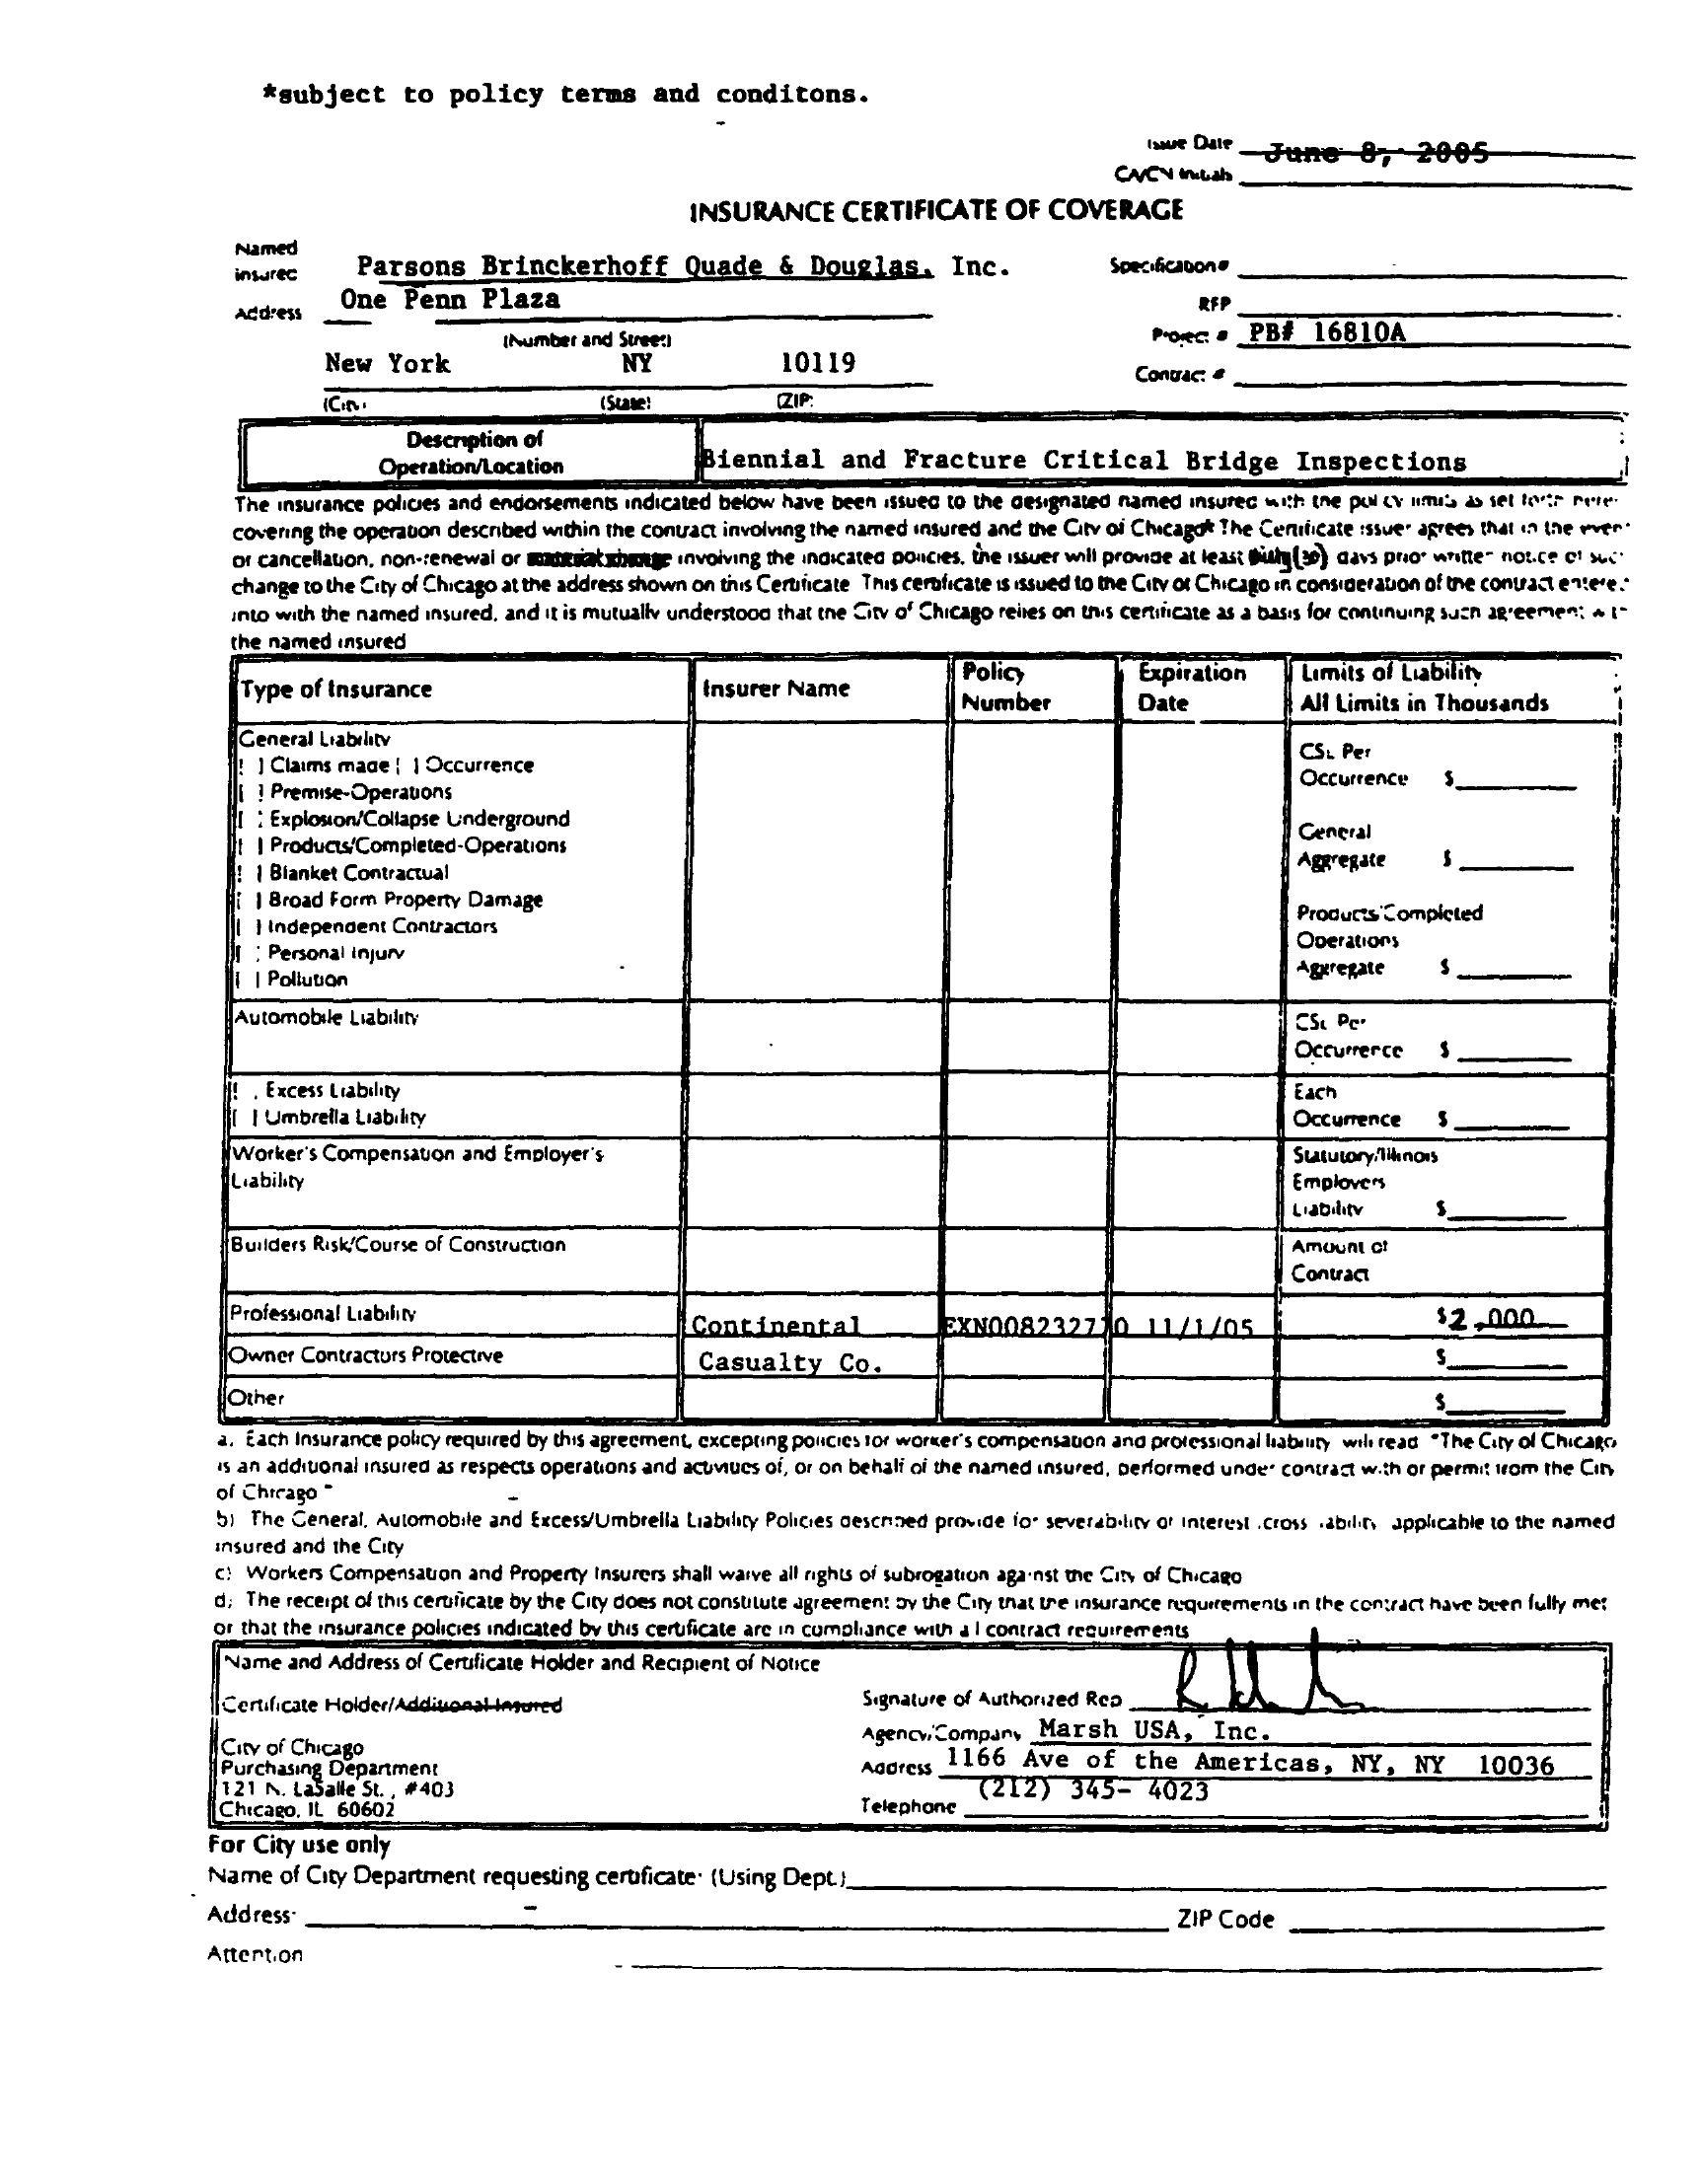 *subject to policy terms and conditons.
Issue Date June 8, 2005
CA/CN Initials
INSURANCE CERTIFICATE OF COVERAGE
Named
Insured Parsons Brinckerhoff Quade & Douglas, Inc. Specification#
Address One Penn Plaza RFP
(Number and Street) Project # PB# 16810A
New York NY 10119 Contract #
(City) (State) (ZIP)
Description of
Operation/Location Biennial and Fracture Critical Bridge Inspections
The insurance policies and endorsements indicated below have been issued to the designated named insured with the policy limits as set forth
covering the operation described within the contract involving the named insured and the City of Chicago* The Certificate issuer agrees that in the
or cancellation, non-renewal or material change involving the indicated policies, the issuer will provide at least (30) days prior written notice of such
change to the City of Chicago at the address shown on this Certificate This certificate is issued to the City of Chicago in consideration of the contract entere
into with the named insured, and it is mutually understood that the City of Chicago relies on this certificate as a basis for continuing such agreement
the named insured
Type of Insurance Insurer Name Policy Number Expiration Date Limits of Liability All Limits in Thousands
General Liability
[ ] Claims made [ ] Occurrence
[ ] Premise-Operations
[ ] Explosion/Collapse Underground
[ ] Products/Completed-Operations
[ ] Blanket Contractual
[ ] Broad Form Property Damage
[ ] Independent Contractors
[ ] Personal Injury
[ ] Pollution
CSL Per
Occurrence $
General
Aggregate $
Products/Completed
Operations
Aggregate $
Automobile Liability CSL Per
Occurrence $
[ ] Excess Liability Each
[ ] Umbrella Liability Occurrence $
Worker's Compensation and Employer's Statutory/Illinois
Liability Employers
Liability $
Builders Risk/Course of Construction Amount of
Contract
Professional Liability Continental EXN008232770 11/1/05 $2,000
Owner Contractors Protective Casualty Co. $
Other $
a. Each Insurance policy required by this agreement, excepting policies for worker's compensation and professional liability will read "The City of Chicago
is an additional insured as respects operations and activities of, or on behalf of the named insured, performed under contract with or permit from the City
of Chicago"
b) The General, Automobile and Excess/Umbrella Liability Policies described provide for severability of interest (cross liability) applicable to the named
insured and the City
c) Workers Compensation and Property Insurers shall waive all rights of subrogation against the City of Chicago
d) The receipt of this certificate by the City does not constitute agreement by the City that the insurance requirements in the contract have been fully met
or that the insurance policies indicated by this certificate are in compliance with all contract requirements
Name and Address of Certificate Holder and Recipient of Notice
Certificate Holder/Additional Insured Signature of Authorized Rep
Agency/Company Marsh USA, Inc.
City of Chicago
Purchasing Department Address 1166 Ave of the Americas, NY, NY 10036
121 N. LaSalle St., #403
Chicago, IL 60602 Telephone (212) 345- 4023
For City use only
Name of City Department requesting certificate: (Using Dept.)
Address: ZIP Code
Attention